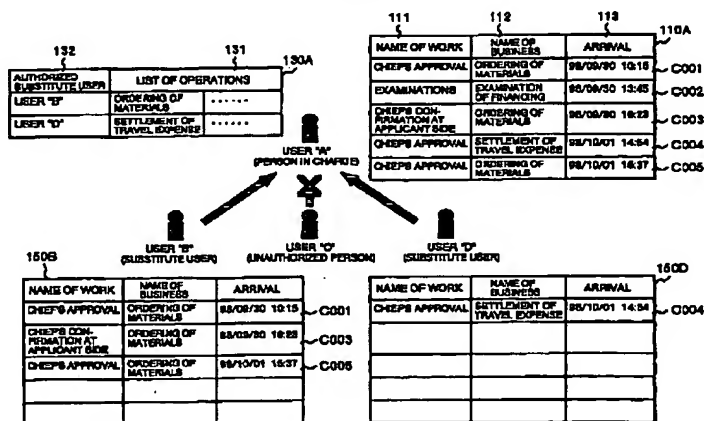 132
131
130A
AUTHORIZED SUBSTITUTE USER
LIST OF OPERATIONS
USER "B"
ORDERING OF MATERIALS
......
USER "D"
SETTLEMENT OF TRAVEL EXPENSE
......
111
112
113
110A
NAME OF WORK
NAME OF BUSINESS
ARRIVAL
CHIEF'S APPROVAL
ORDERING OF MATERIALS
98/09/30 10:15
C001
EXAMINATIONS
EXAMINATION OF FINANCING
98/09/30 13:45
C002
CHIEF'S CON-
FIRMATION AT
APPLICANT SIDE
ORDERING OF MATERIALS
98/09/30 16:23
C003
CHIEF'S APPROVAL
SETTLEMENT OF TRAVEL EXPENSE
98/10/01 14:54
C004
CHIEF'S APPROVAL
ORDERING OF MATERIALS
98/10/01 15:37
C005
USER "A"
(PERSON IN CHARGE)
USER "B"
(SUBSTITUTE USER)
USER "C"
(UNAUTHORIZED PERSON)
USER "D"
(SUBSTITUTE USER)
150B
NAME OF WORK
NAME OF BUSINESS
ARRIVAL
CHIEF'S APPROVAL
ORDERING OF MATERIALS
98/09/30 10:15
C001
CHIEF'S CON-
FIRMATION AT
APPLICANT SIDE
ORDERING OF MATERIALS
98/09/30 16:23
C003
CHIEF'S APPROVAL
ORDERING OF MATERIALS
98/10/01 15:37
C005
150D
NAME OF WORK
NAME OF BUSINESS
ARRIVAL
CHIEF'S APPROVAL
SETTLEMENT OF TRAVEL EXPENSE
98/10/01 14:54
C004